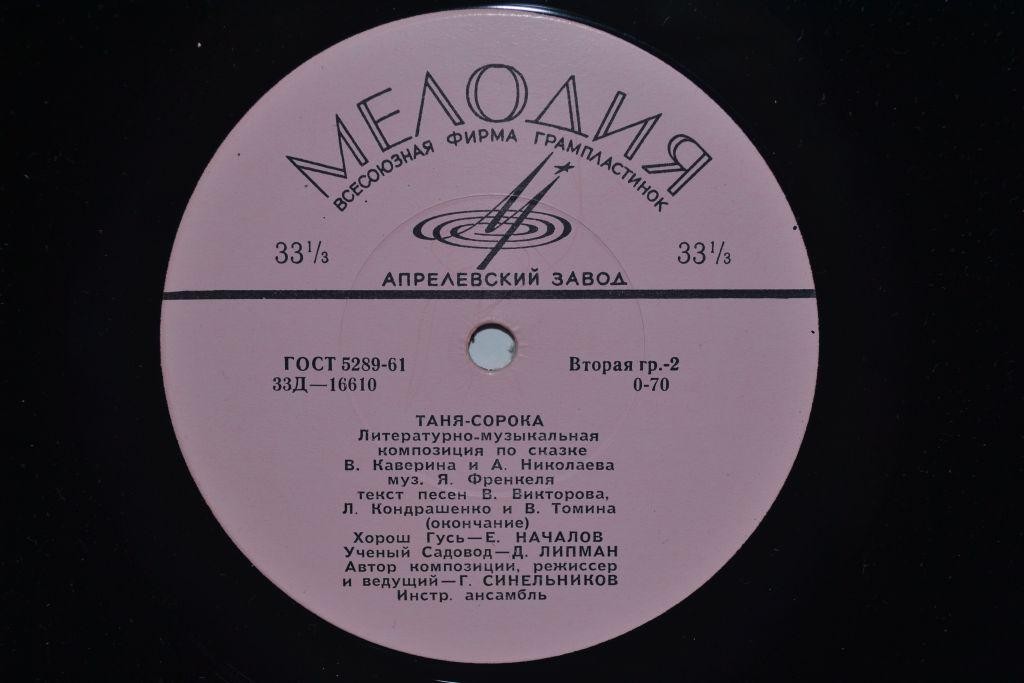 МЕЛОДИЯ
ВСЕСОЮЗНАЯ ФИРМА ГРАМПЛАСТИНОК
33⅓ 33⅓
АПРЕЛЕВСКИЙ ЗАВОД
ГОСТ 5289-61 Вторая гр.-2
33Д—16610 0-70
ТАНЯ-СОРОКА
Литературно-музыкальная
композиция по сказке
В. Каверина и А. Николаева
муз. Я. Френкеля
текст песен В. Викторова,
Л. Кондрашенко и В. Томина
(окончание)
Хорош Гусь—Е. НАЧАЛОВ
Ученый Садовод—Д. ЛИПМАН
Автор композиции, режиссер
и ведущий—Г. СИНЕЛЬНИКОВ
Инстр. ансамбль